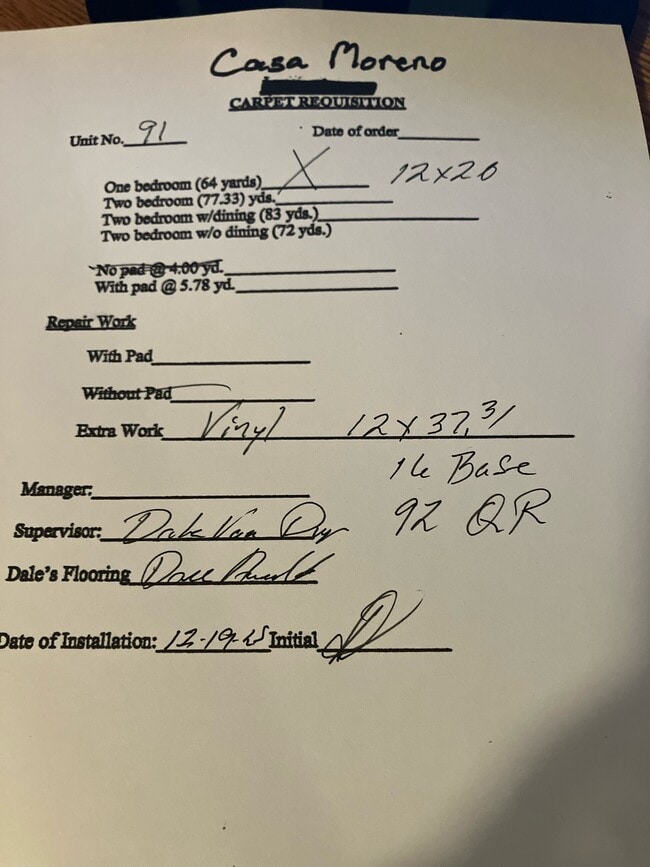 Casa Moreno
CARPET REQUISITION
Unit No. 91 Date of order
One bedroom (64 yards) X 12x20
Two bedroom (77.33) yds.
Two bedroom w/dining (83 yds.)
Two bedroom w/o dining (72 yds.)
No pad @ 4.00 yd.
With pad @ 5.78 yd.
Repair Work
With Pad
Without Pad
Extra Work Vinyl 12x37,31
16 Base
Manager:
92 QR
Supervisor:
Dale's Flooring
Date of Installation: 12-19-25 Initial